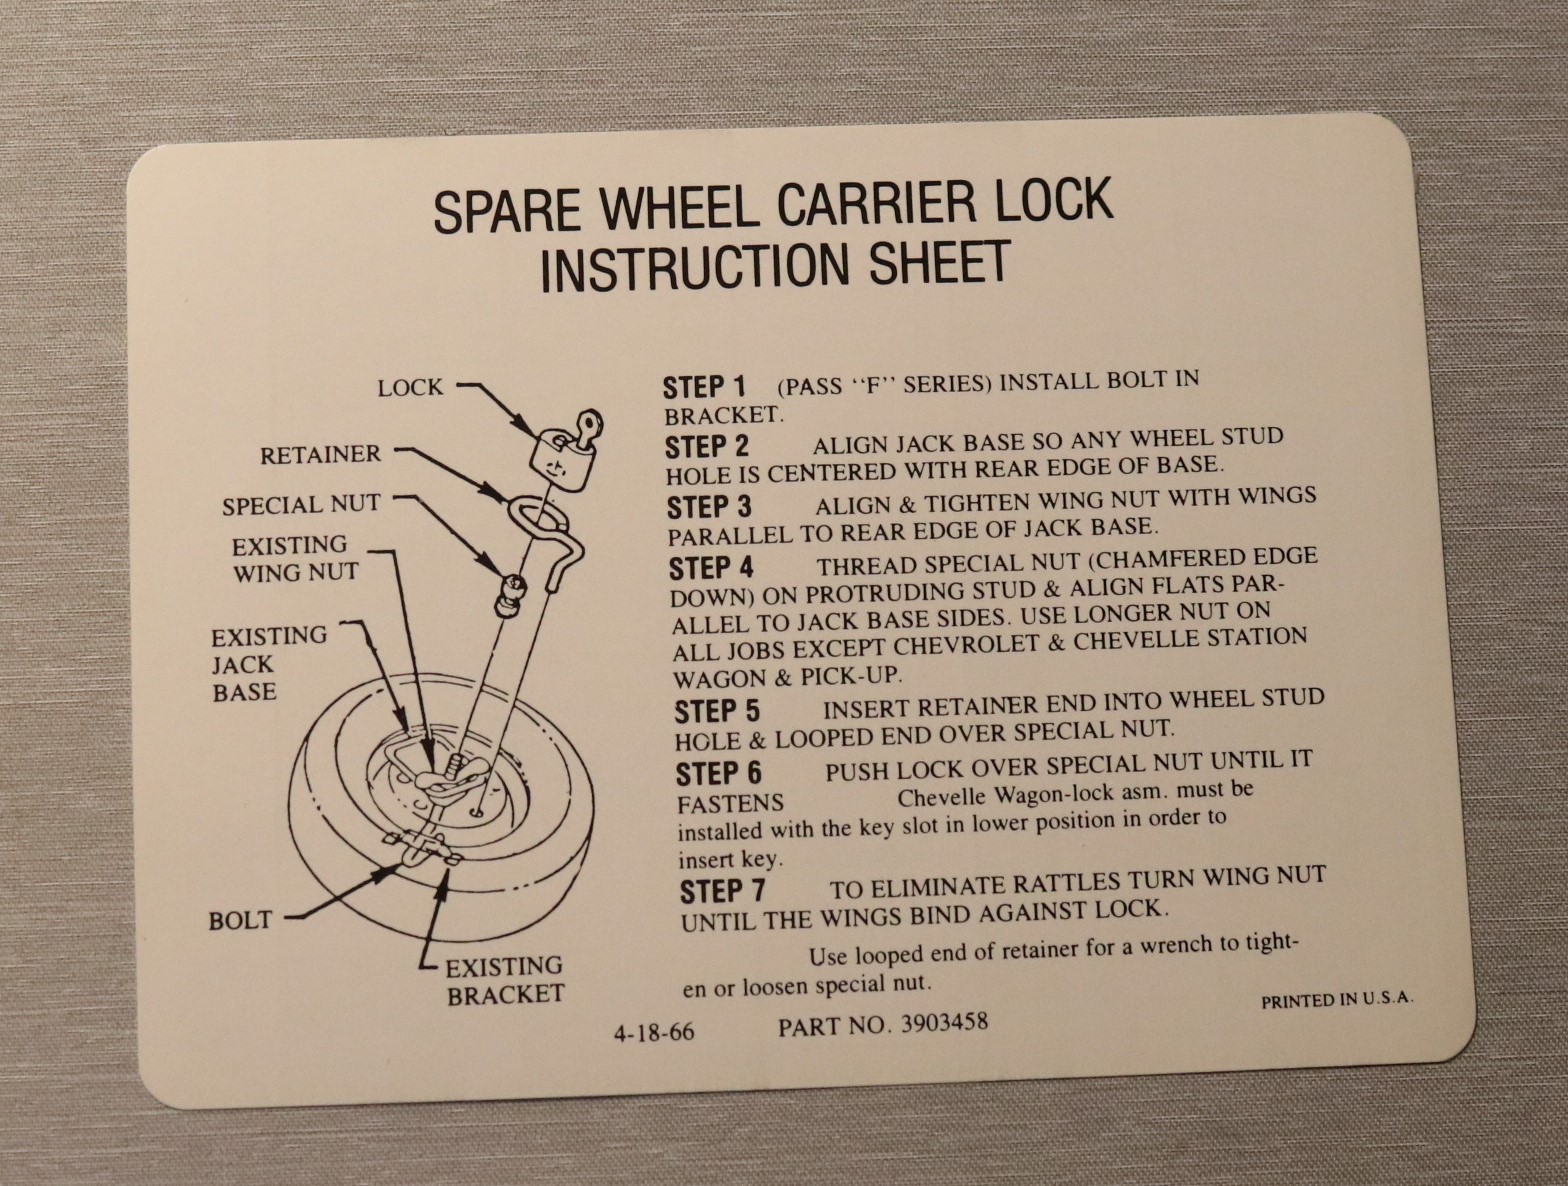 SPARE WHEEL CARRIER LOCK
INSTRUCTION SHEET
LOCK
RETAINER
SPECIAL NUT
EXISTING
WING NUT
EXISTING
JACK
BASE
BOLT
EXISTING
BRACKET
STEP 1 (PASS "F" SERIES) INSTALL BOLT IN
BRACKET.
STEP 2 ALIGN JACK BASE SO ANY WHEEL STUD
HOLE IS CENTERED WITH REAR EDGE OF BASE.
STEP 3 ALIGN & TIGHTEN WING NUT WITH WINGS
PARALLEL TO REAR EDGE OF JACK BASE.
STEP 4 THREAD SPECIAL NUT (CHAMFERED EDGE
DOWN) ON PROTRUDING STUD & ALIGN FLATS PAR-
ALLEL TO JACK BASE SIDES. USE LONGER NUT ON
ALL JOBS EXCEPT CHEVROLET & CHEVELLE STATION
WAGON & PICK-UP.
STEP 5 INSERT RETAINER END INTO WHEEL STUD
HOLE & LOOPED END OVER SPECIAL NUT.
STEP 6 PUSH LOCK OVER SPECIAL NUT UNTIL IT
FASTENS Chevelle Wagon-lock asm. must be
installed with the key slot in lower position in order to
insert key.
STEP 7 TO ELIMINATE RATTLES TURN WING NUT
UNTIL THE WINGS BIND AGAINST LOCK.
Use looped end of retainer for a wrench to tight-
en or loosen special nut.
4-18-66 PART NO. 3903458
PRINTED IN U.S.A.